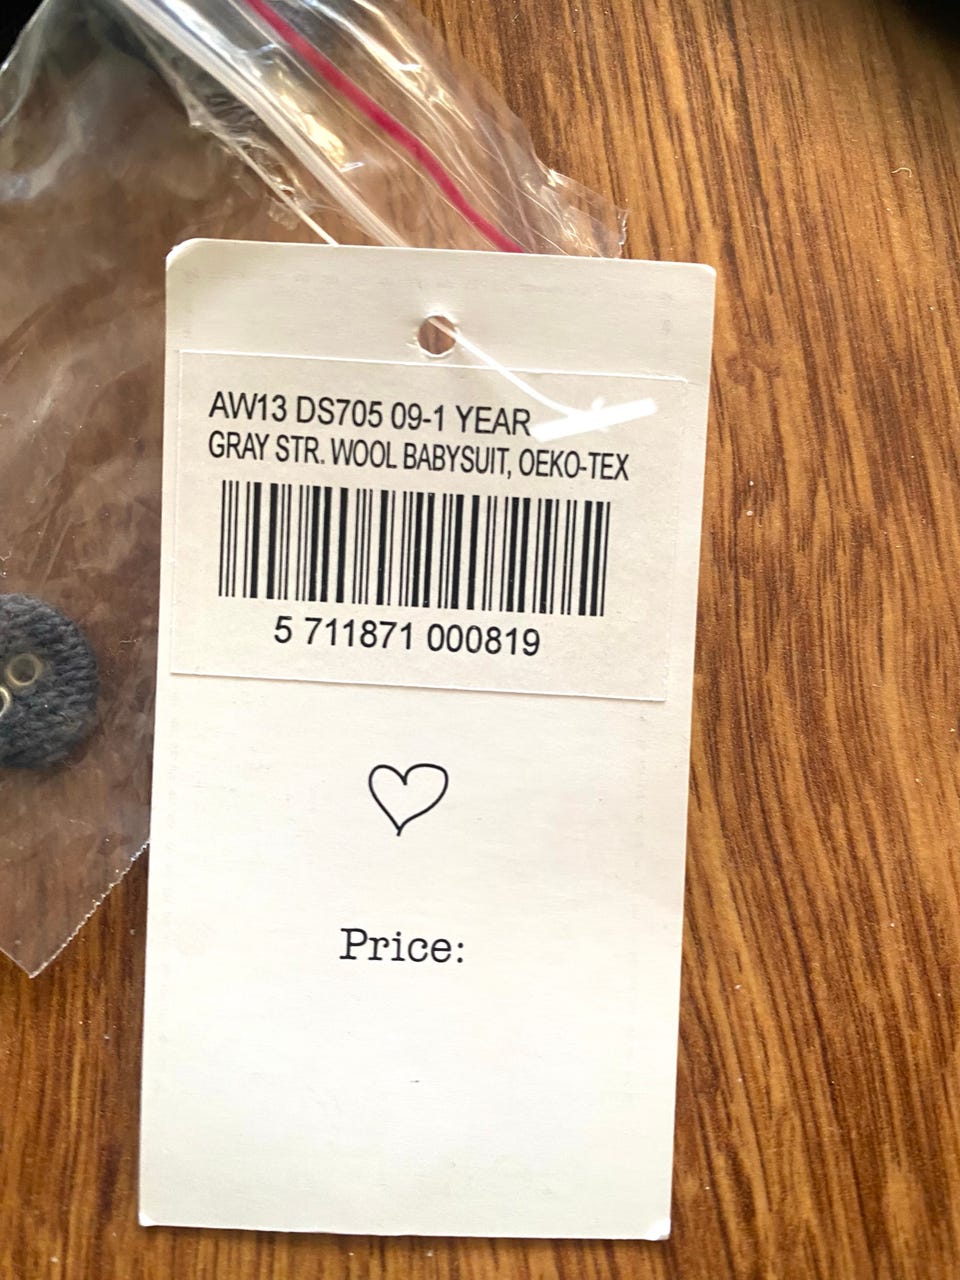 AW13 DS705 09-1 YEAR
GRAY STR. WOOL BABYSUIT, OEKO-TEX
5 711871 000819
Price: